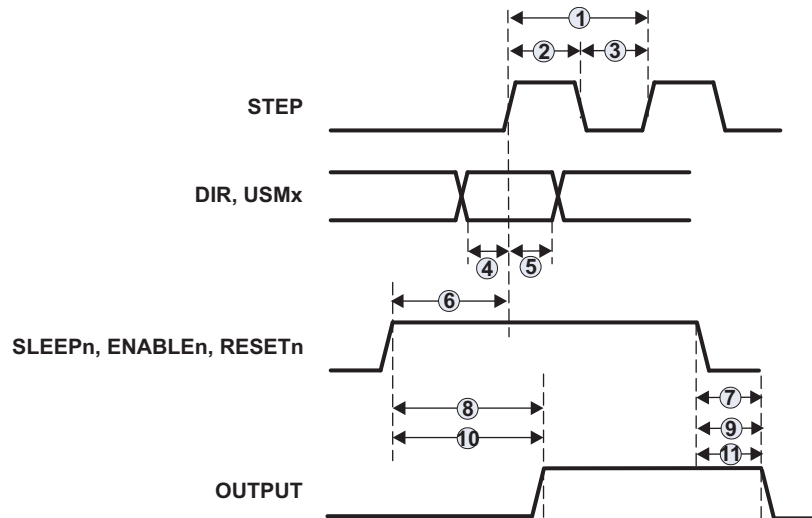 1
2 3
STEP
DIR, USMx
4 5
6
SLEEPn, ENABLEn, RESETn
7
8
9
10
11
OUTPUT